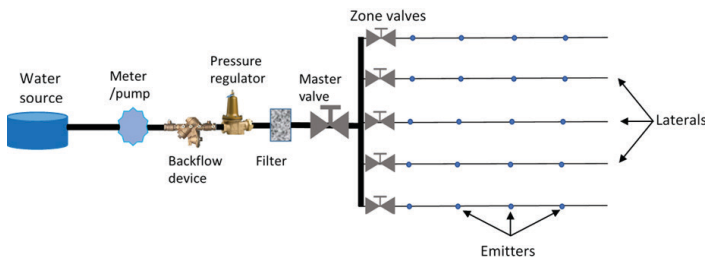 Zone valves
Pressure
regulator
Meter
/pump
Water
source
Master
valve
Laterals
Backflow
device
Filter
Emitters